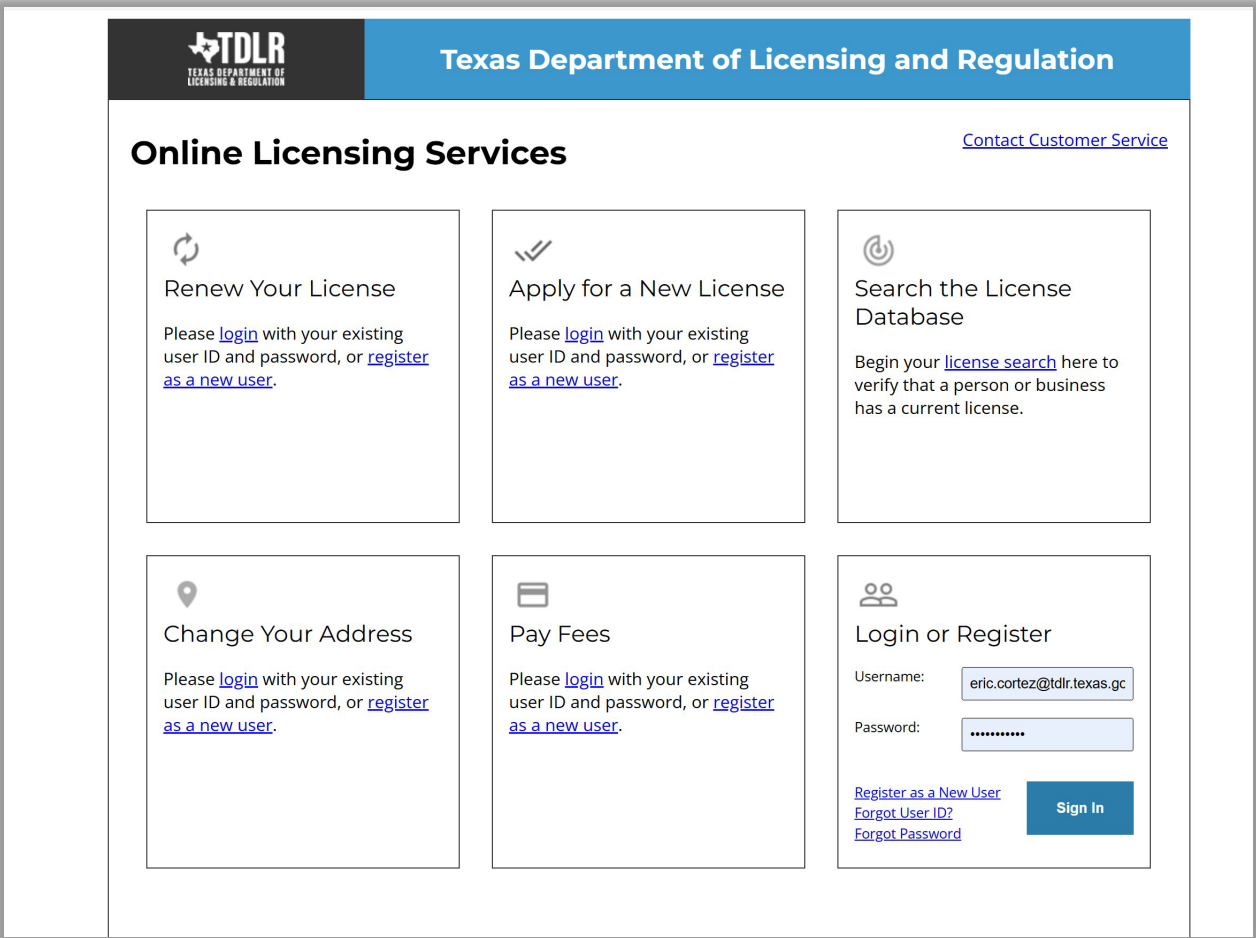 TDLR
TEXAS DEPARTMENT OF
LICENSING & REGULATION
Texas Department of Licensing and Regulation
Online Licensing Services
Contact Customer Service
Renew Your License
Please login with your existing
user ID and password, or register
as a new user.
Apply for a New License
Please login with your existing
user ID and password, or register
as a new user.
Search the License
Database
Begin your license search here to
verify that a person or business
has a current license.
Change Your Address
Please login with your existing
user ID and password, or register
as a new user.
Pay Fees
Please login with your existing
user ID and password, or register
as a new user.
Login or Register
Username:
eric.cortez@tdlr.texas.gc
Password:
•••••••••••
Register as a New User
Forgot User ID?
Forgot Password
Sign In